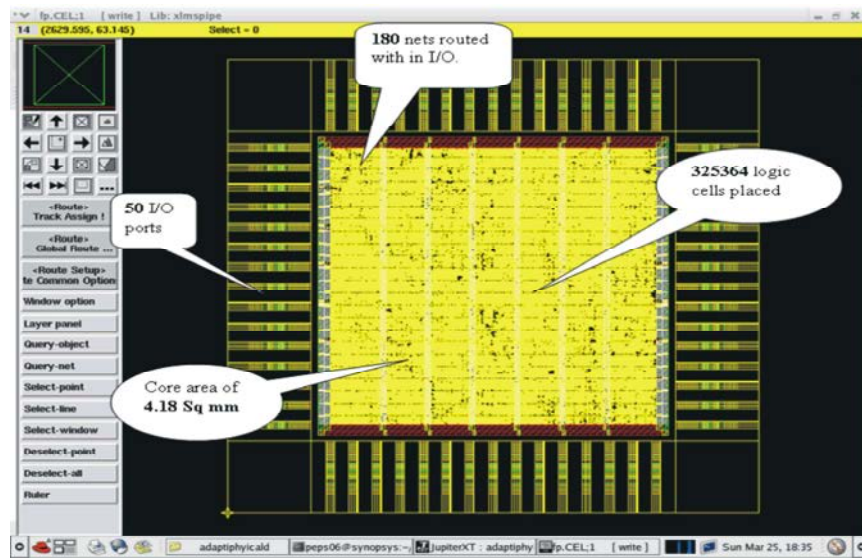 fp.CEL;1 [ write ] Lib: xlmspipe
14 (2629.595, 63.145) Select = 0
180 nets routed
with in I/O.
325364 logic
cells placed
50 I/O
ports
Core area of
4.18 Sq mm
...
<Route>
Track Assign !
<Route>
Global Route ...
<Route Setup>
te Common Option
Window option
Layer panel
Query-object
Query-net
Select-point
Select-line
Select-window
Deselect-point
Deselect-all
Ruler
adaptiphyicald
peps06@synopsys:~
JupiterXT : adaptiphy
fp.CEL;1 [ write ]
Sun Mar 25, 18:35